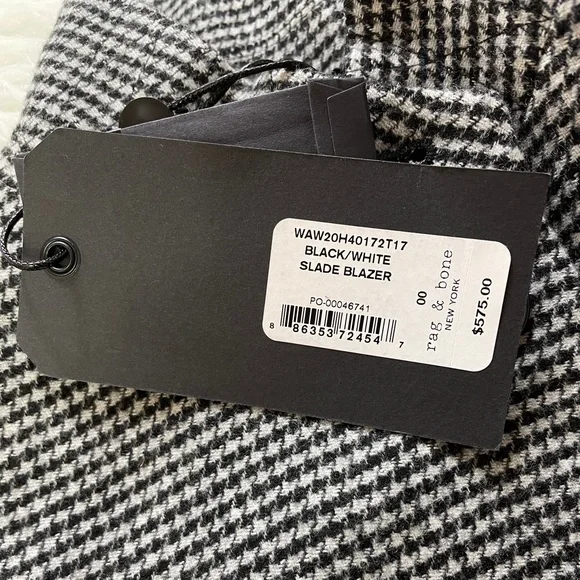 WAW20H40172T17
BLACK/WHITE
SLADE BLAZER
PO-00046741
8 86353 72454 7
00
rag & bone
NEW YORK
$575.00